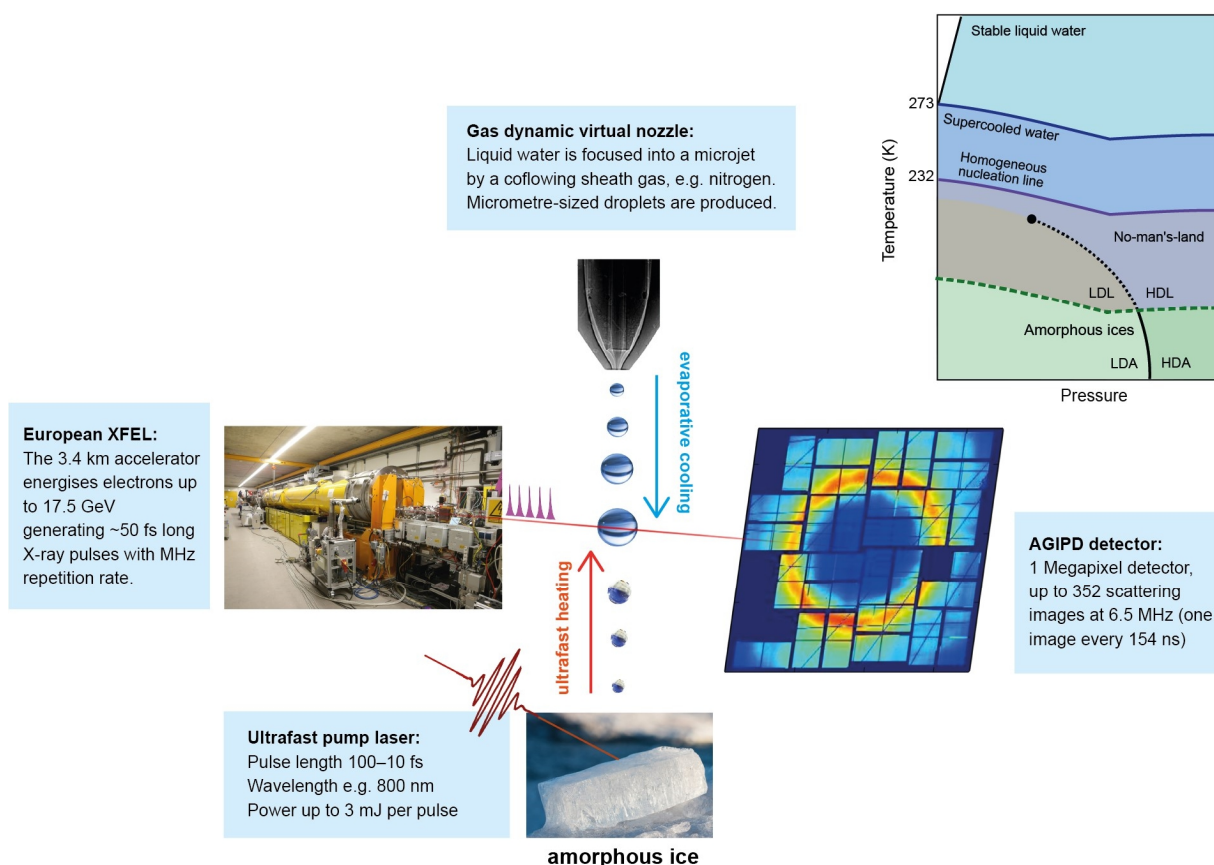 Stable liquid water
273
Supercooled water
Homogeneous
nucleation line
232
Temperature (K)
No-man's-land
LDL
HDL
Amorphous ices
LDA
HDA
Pressure
Gas dynamic virtual nozzle:
Liquid water is focused into a microjet
by a coflowing sheath gas, e.g. nitrogen.
Micrometre-sized droplets are produced.
evaporative cooling
European XFEL:
The 3.4 km accelerator
energises electrons up
to 17.5 GeV
generating ~50 fs long
X-ray pulses with MHz
repetition rate.
AGIPD detector:
1 Megapixel detector,
up to 352 scattering
images at 6.5 MHz (one
image every 154 ns)
ultrafast heating
Ultrafast pump laser:
Pulse length 100–10 fs
Wavelength e.g. 800 nm
Power up to 3 mJ per pulse
amorphous ice